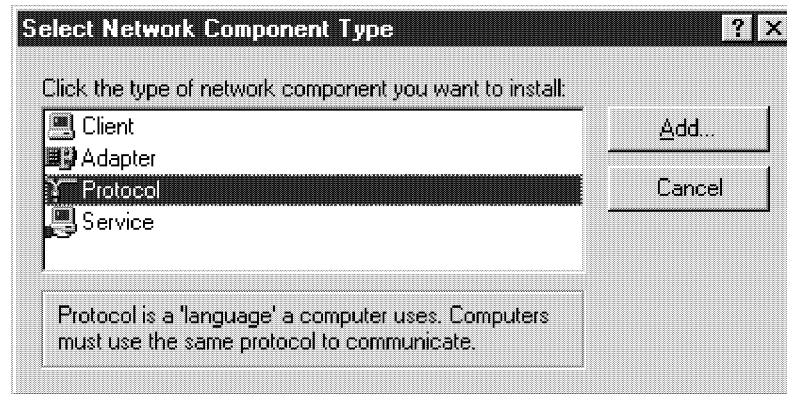 Select Network Component Type
Click the type of network component you want to install:
Client
Adapter
Protocol
Service
Add...
Cancel
Protocol is a 'language' a computer uses. Computers
must use the same protocol to communicate.